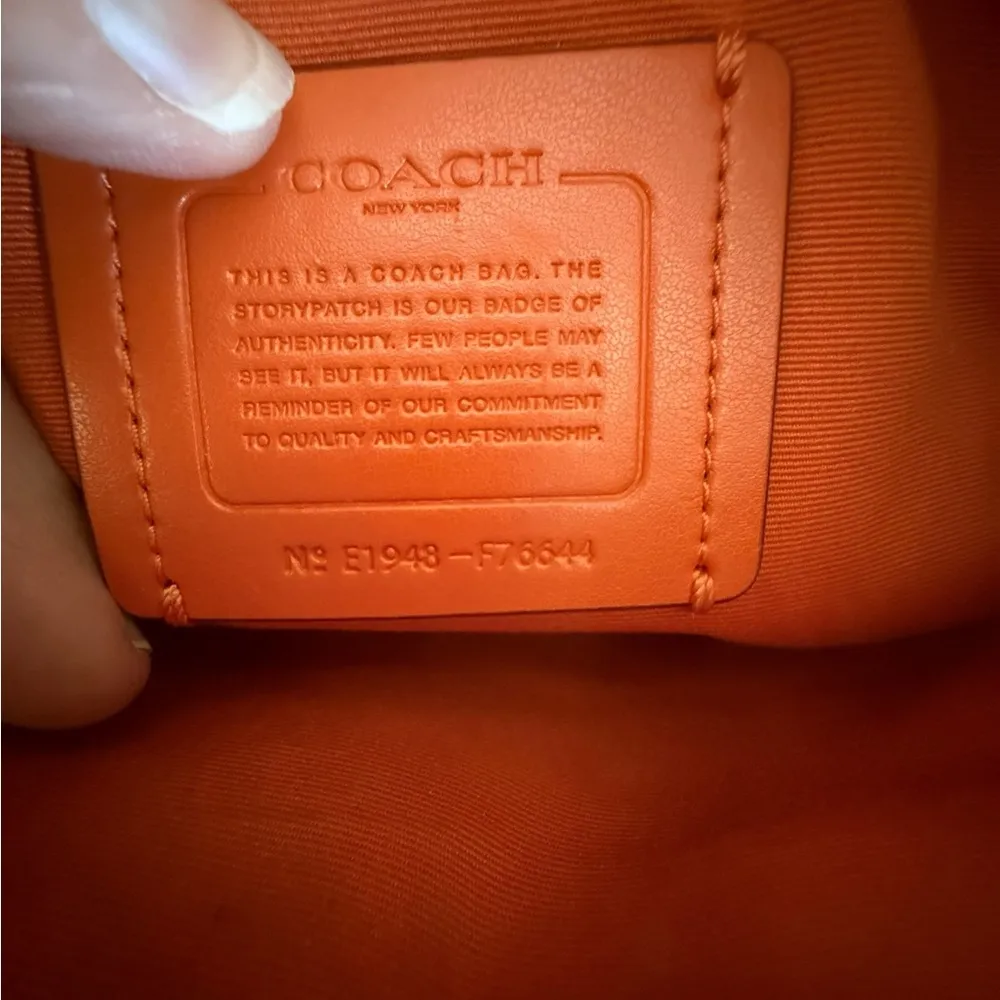 COACH
NEW YORK
THIS IS A COACH BAG. THE
STORYPATCH IS OUR BADGE OF
AUTHENTICITY. FEW PEOPLE MAY
SEE IT, BUT IT WILL ALWAYS BE A
REMINDER OF OUR COMMITMENT
TO QUALITY AND CRAFTSMANSHIP.
Nº E1948-F76644